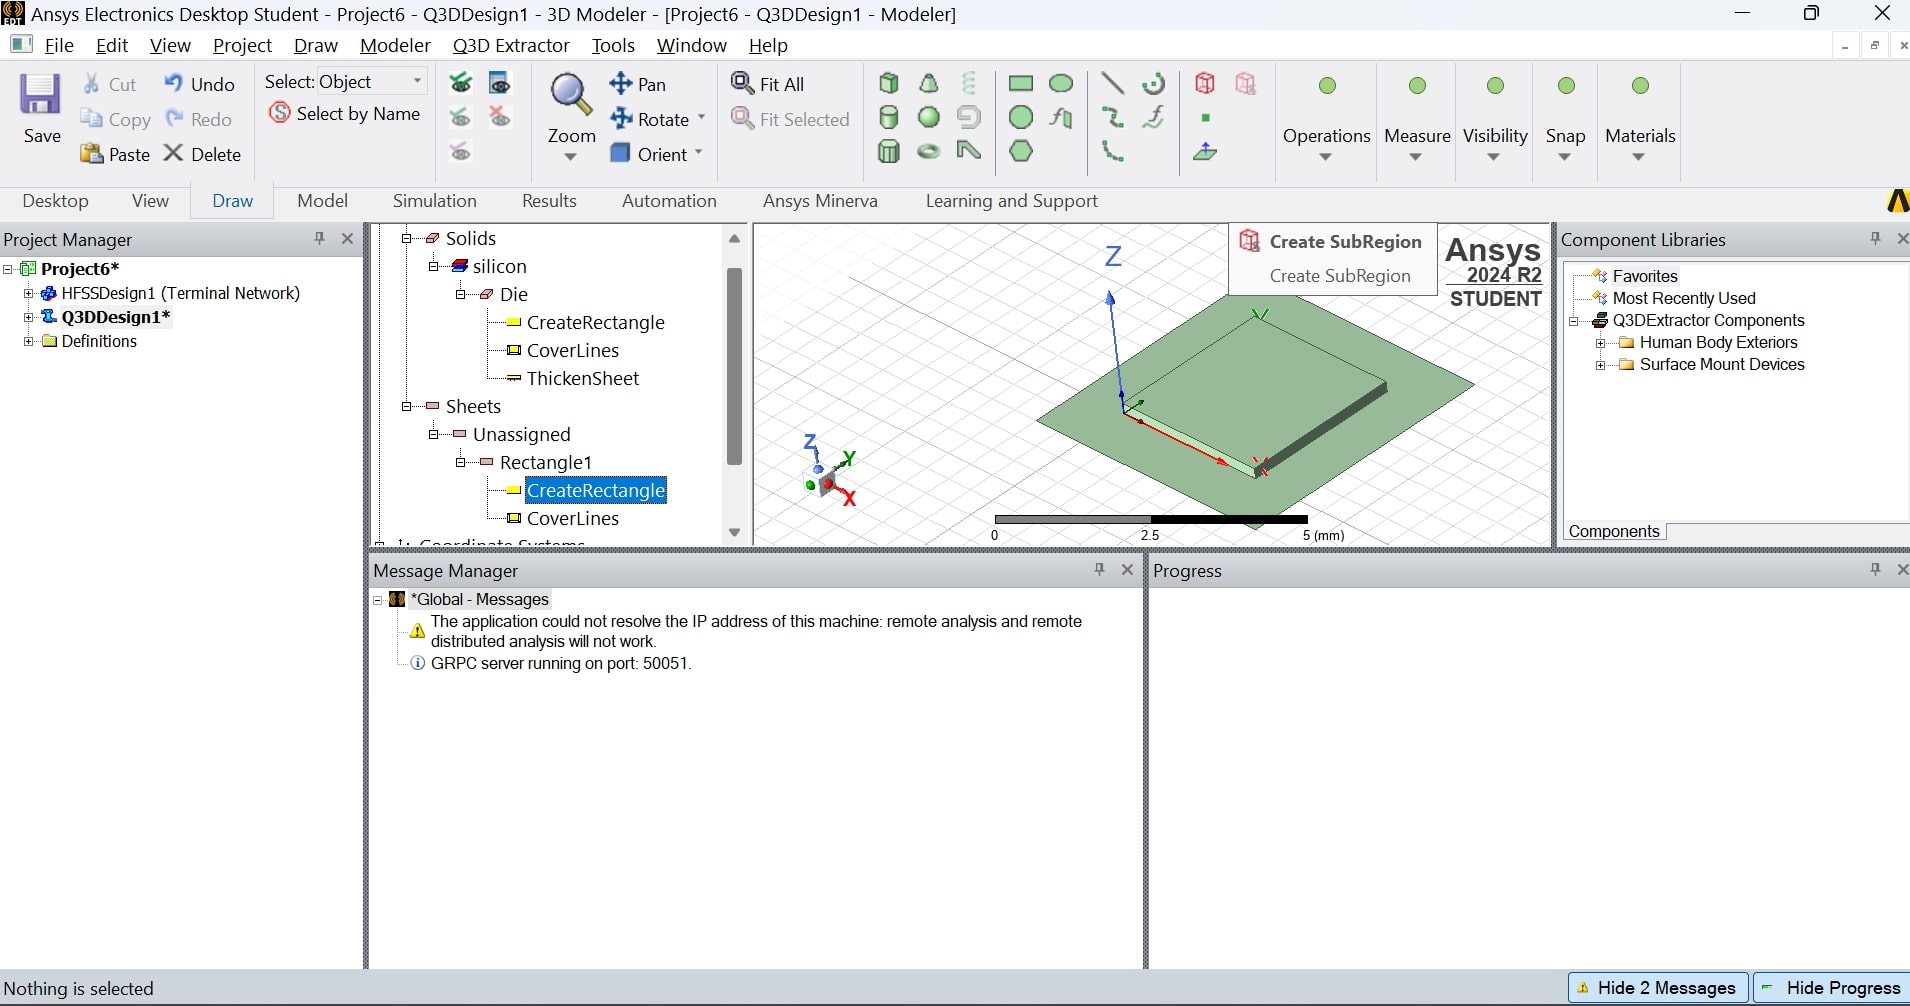 Ansys Electronics Desktop Student - Project6 - Q3DDesign1 - 3D Modeler - [Project6 - Q3DDesign1 - Modeler]
File Edit View Project Draw Modeler Q3D Extractor Tools Window Help
Save
Cut
Copy
Paste
Undo
Redo
Delete
Select: Object
Select by Name
Zoom
Pan
Rotate
Orient
Fit All
Fit Selected
Operations
Measure
Visibility
Snap
Materials
Desktop View Draw Model Simulation Results Automation Ansys Minerva Learning and Support
Project Manager
Project6*
HFSSDesign1 (Terminal Network)
Q3DDesign1*
Definitions
Solids
silicon
Die
CreateRectangle
CoverLines
ThickenSheet
Sheets
Unassigned
Rectangle1
CreateRectangle
CoverLines
Coordinate Systems
Create SubRegion
Create SubRegion
Ansys
2024 R2
STUDENT
Z
Y
X
Z
Y
X
0 2.5 5 (mm)
Component Libraries
Favorites
Most Recently Used
Q3DExtractor Components
Human Body Exteriors
Surface Mount Devices
Components
Message Manager
*Global - Messages
The application could not resolve the IP address of this machine: remote analysis and remote
distributed analysis will not work.
GRPC server running on port: 50051.
Progress
Nothing is selected
Hide 2 Messages
Hide Progress